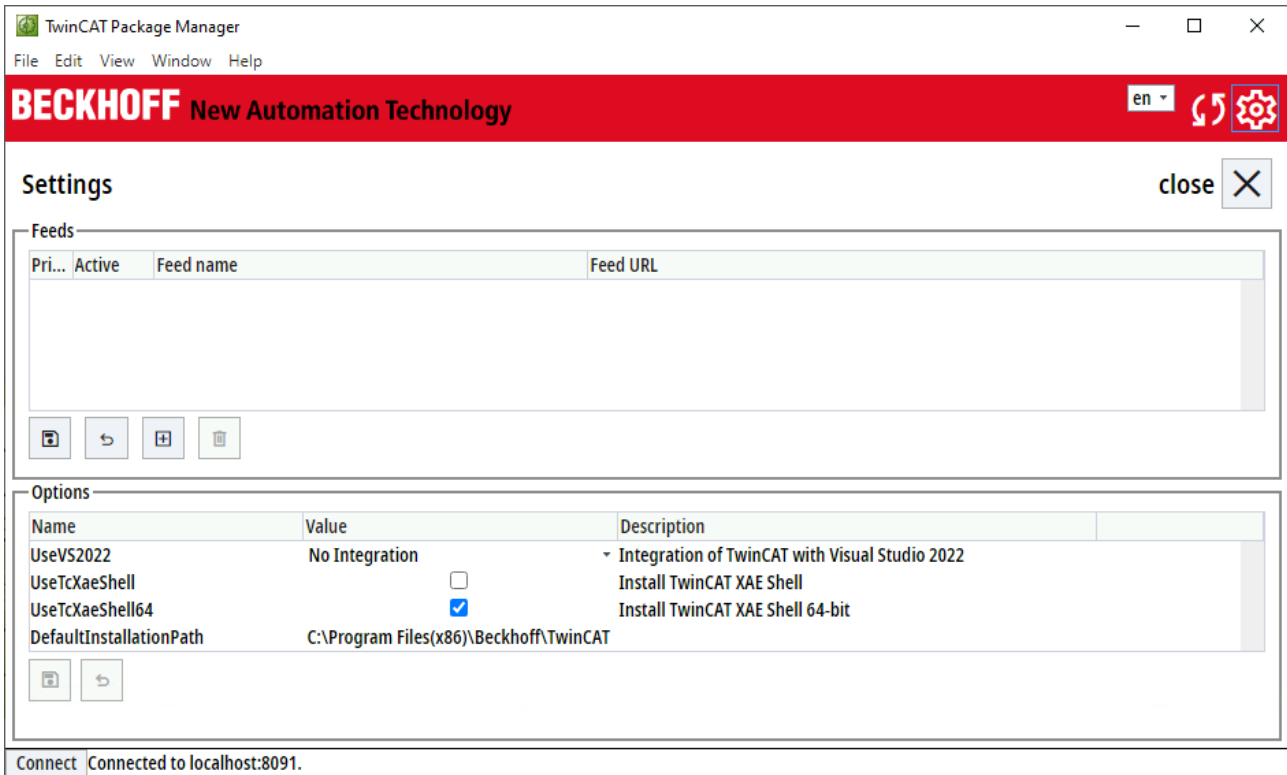 TwinCAT Package Manager
File Edit View Window Help
BECKHOFF New Automation Technology
en
Settings
close
Feeds
Pri... Active Feed name Feed URL
Options
Name Value Description
UseVS2022 No Integration Integration of TwinCAT with Visual Studio 2022
UseTcXaeShell Install TwinCAT XAE Shell
UseTcXaeShell64 Install TwinCAT XAE Shell 64-bit
DefaultInstallationPath C:\Program Files(x86)\Beckhoff\TwinCAT
Connect Connected to localhost:8091.